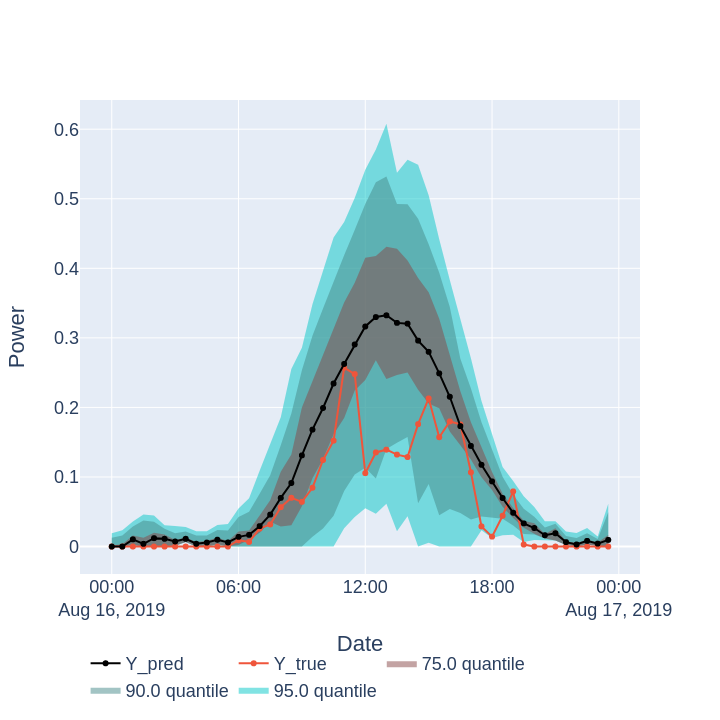 0.6
0.5
0.4
0.3
0.2
0.1
0
Power
00:00 06:00 12:00 18:00 00:00
Aug 16, 2019 Aug 17, 2019
Date
Y_pred Y_true 75.0 quantile
90.0 quantile 95.0 quantile